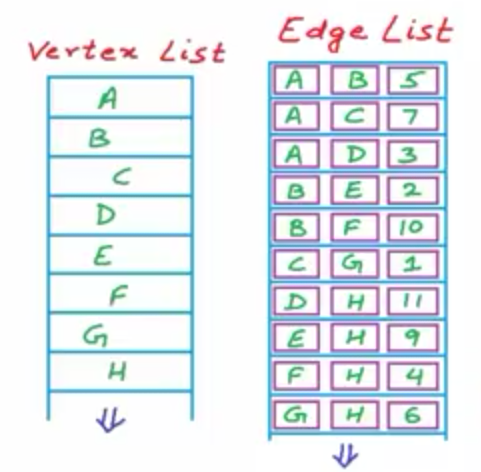 Vertex List
A
B
C
D
E
F
G
H
Edge List
A B 5
A C 7
A D 3
B E 2
B F 10
C G 1
D H 11
E H 9
F H 4
G H 6